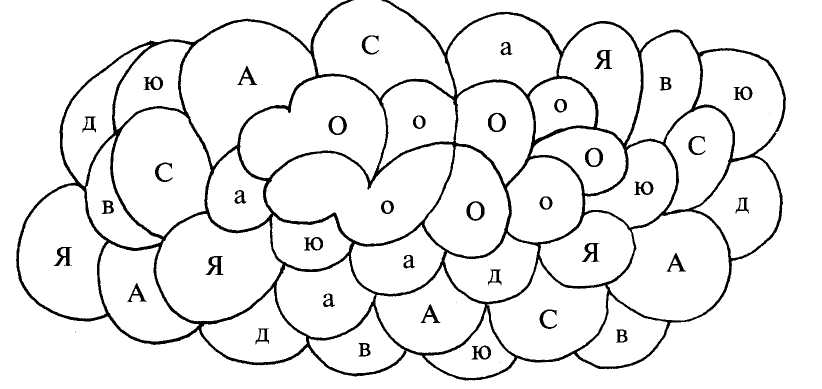 С а Я
ю А в ю
д О о О о
С О С
в а о О о ю д
Я Я ю а д Я А
А а А С в
д в ю